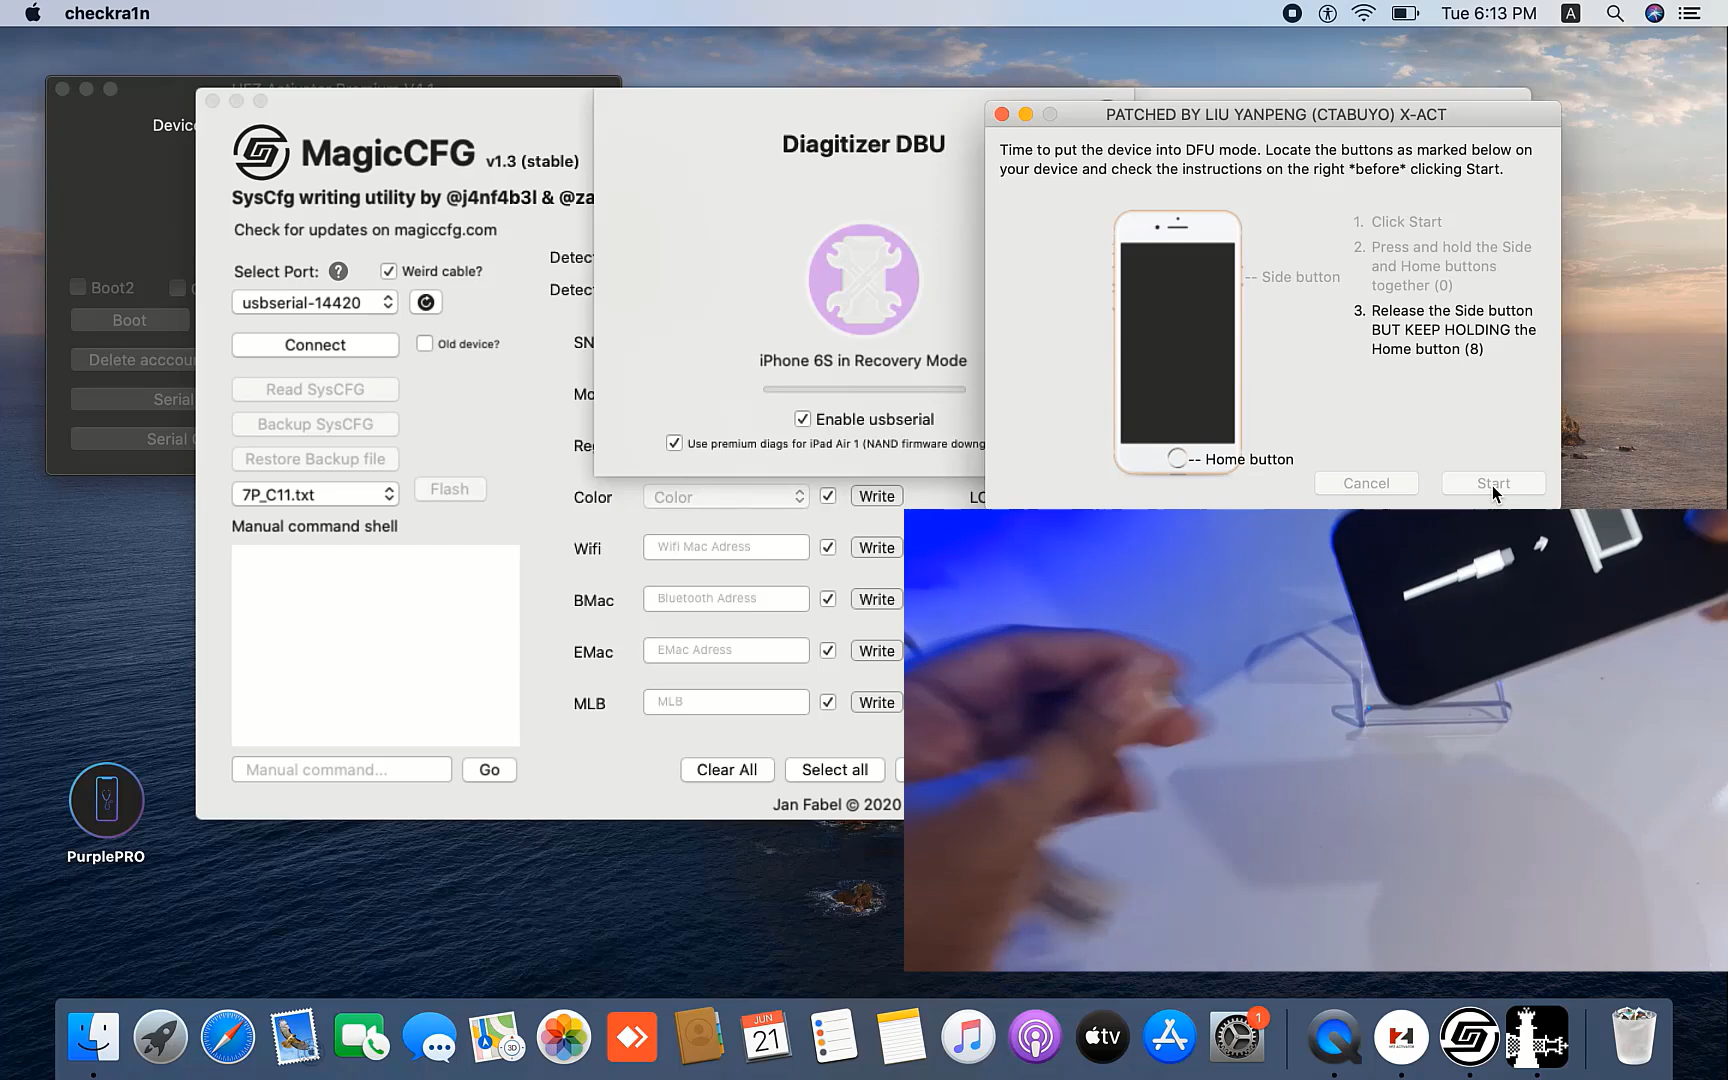 checkra1n
Tue 6:13 PM
A
Device
Boot2
Boot
Serial
Serial
MagicCFG v1.3 (stable)
SysCfg writing utility by @j4nf4b3l & @za
Check for updates on magiccfg.com
Select Port: ?
Weird cable?
usbserial-14420
Connect
Old device?
Read SysCFG
Backup SysCFG
Restore Backup file
7P_C11.txt
Flash
Manual command shell
Manual command...
Go
Detec
Detec
SN
Mo
Reg
Color
Color
Write
LC
Wifi
Wifi Mac Adress
Write
BMac
Bluetooth Adress
Write
EMac
EMac Adress
Write
MLB
MLB
Write
Clear All
Select all
Jan Fabel © 2020
Diagitizer DBU
iPhone 6S in Recovery Mode
Enable usbserial
Use premium diags for iPad Air 1 (NAND firmware downg
PATCHED BY LIU YANPENG (CTABUYO) X-ACT
Time to put the device into DFU mode. Locate the buttons as marked below on
your device and check the instructions on the right *before* clicking Start.
-- Side button
-- Home button
1. Click Start
2. Press and hold the Side
and Home buttons
together (0)
3. Release the Side button
BUT KEEP HOLDING the
Home button (8)
Cancel
Start
PurplePRO
JUN
21
3D
tv
1